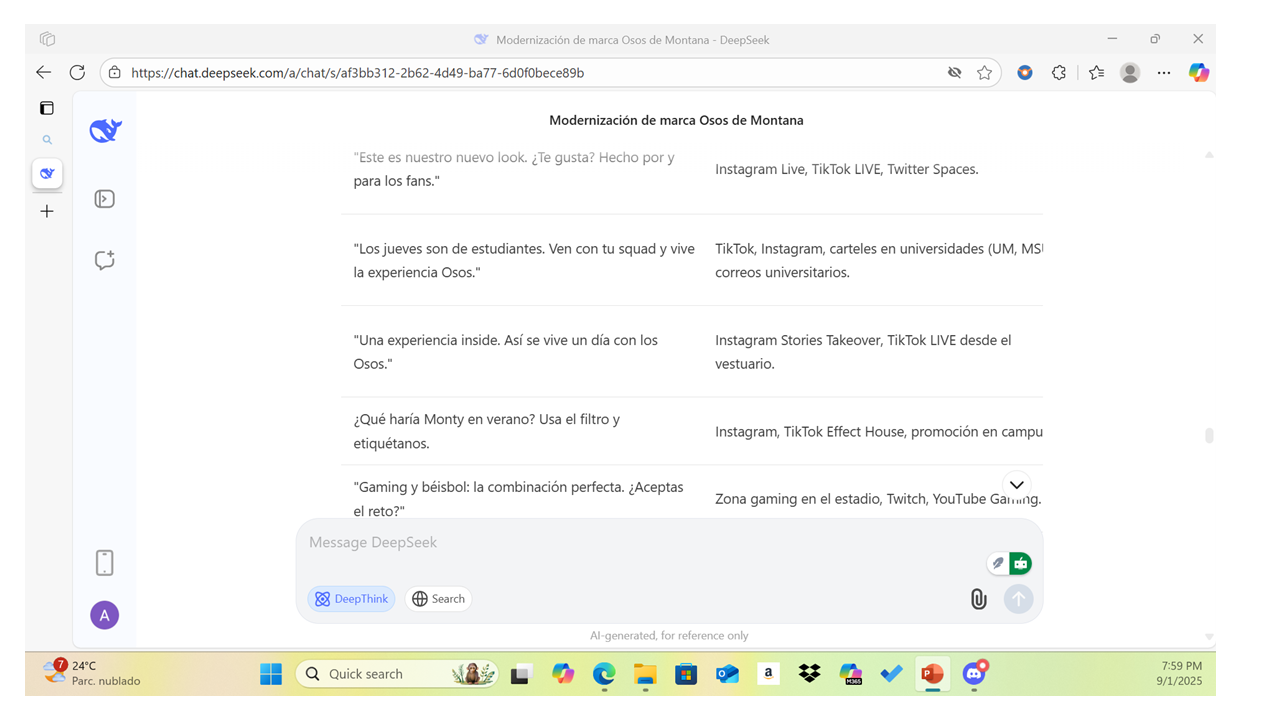 Modernización de marca Osos de Montana - DeepSeek
https://chat.deepseek.com/a/chat/s/af3bb312-2b62-4d49-ba77-6d0f0bece89b
Modernización de marca Osos de Montana
"Este es nuestro nuevo look. ¿Te gusta? Hecho por y
para los fans."
Instagram Live, TikTok LIVE, Twitter Spaces.
"Los jueves son de estudiantes. Ven con tu squad y vive
la experiencia Osos."
TikTok, Instagram, carteles en universidades (UM, MSU
correos universitarios.
"Una experiencia inside. Así se vive un día con los
Osos."
Instagram Stories Takeover, TikTok LIVE desde el
vestuario.
¿Qué haría Monty en verano? Usa el filtro y
etiquétanos.
Instagram, TikTok Effect House, promoción en campu
"Gaming y béisbol: la combinación perfecta. ¿Aceptas
el reto?"
Zona gaming en el estadio, Twitch, YouTube Gaming.
Message DeepSeek
DeepThink
Search
A
AI-generated, for reference only
7
24°C
Parc. nublado
Quick search
a
M365
P
7:59 PM
9/1/2025